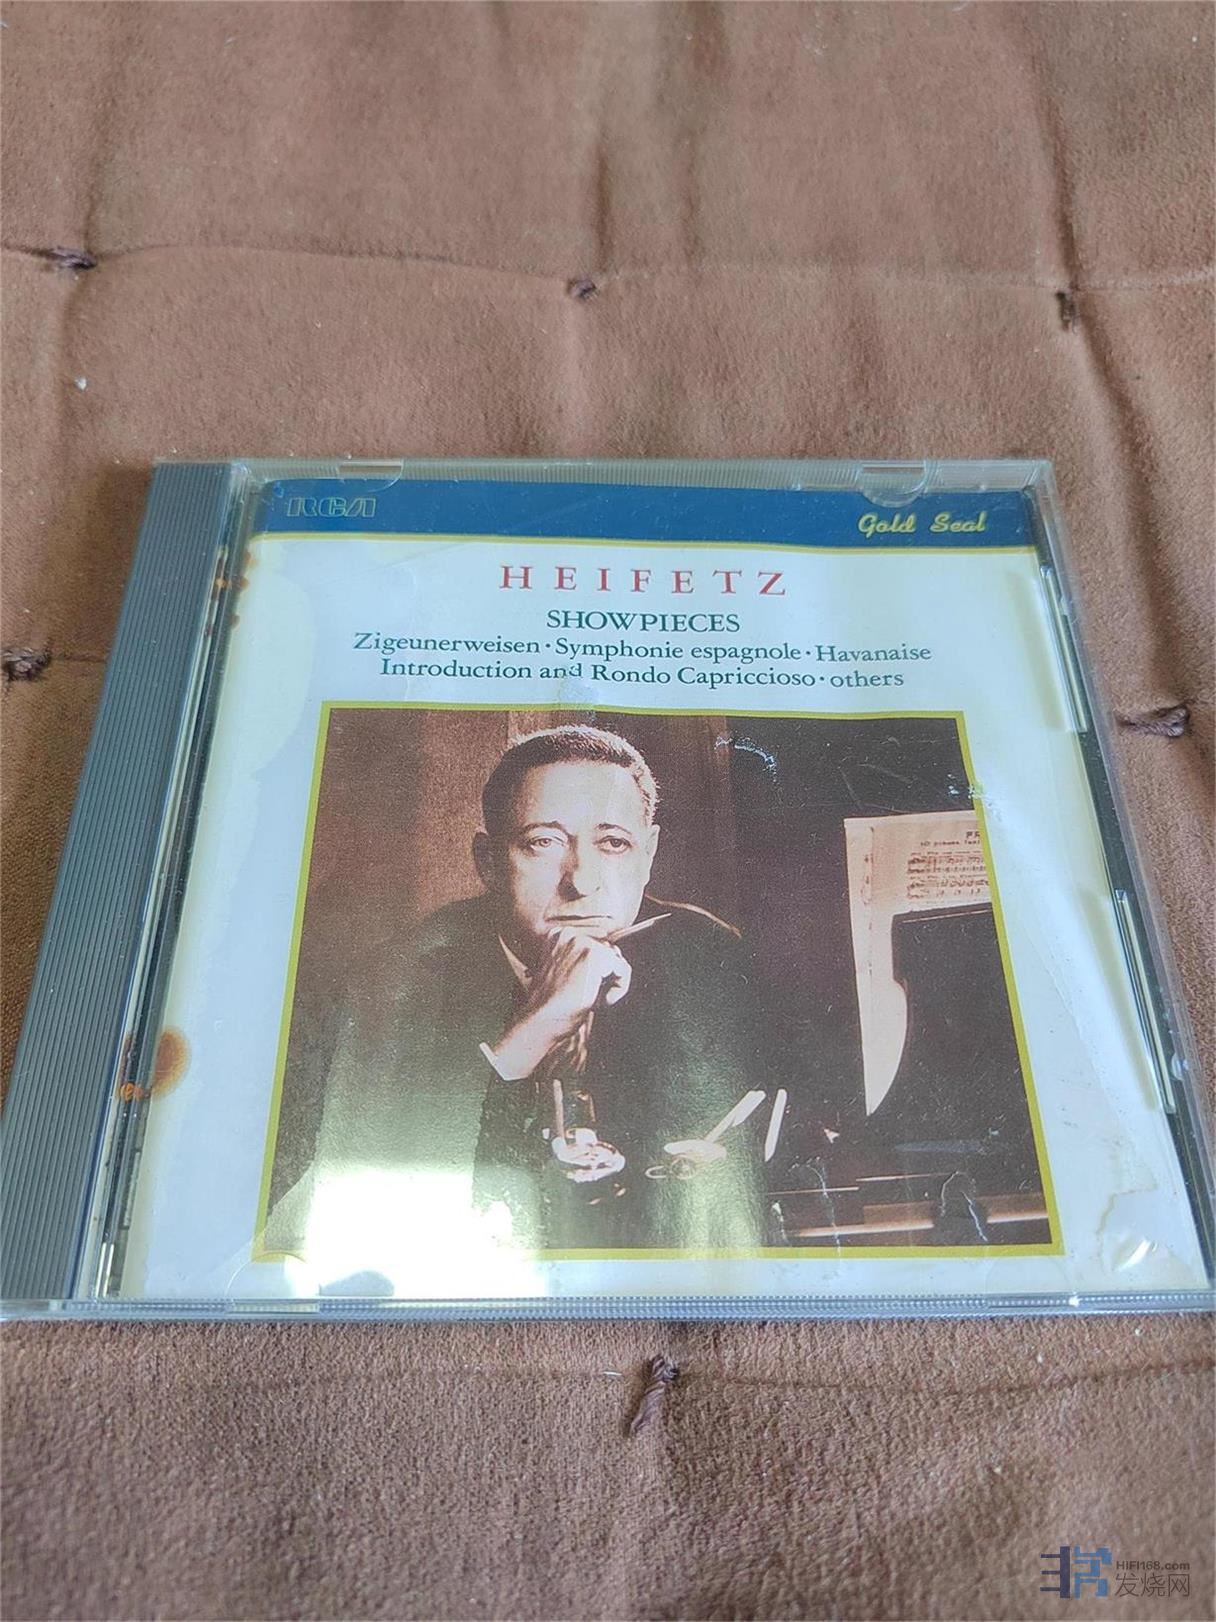 RCA
Gold Seal
HEIFETZ
SHOWPIECES
Zigeunerweisen · Symphonie espagnole · Havanaise
Introduction and Rondo Capriccioso · others
HIFI168.com
发烧网